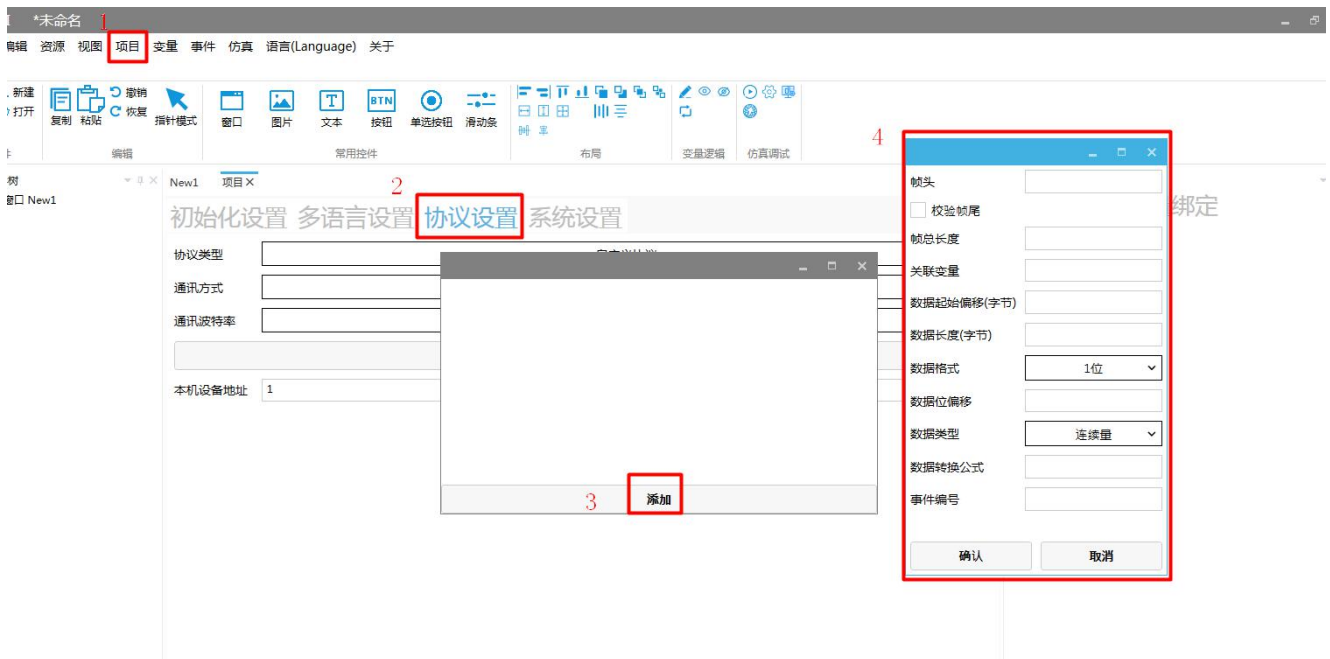 *未命名
1
编辑 资源 视图 项目 变量 事件 仿真 语言(Language) 关于
新建 撤销
打开 复制 粘贴 恢复 指针模式 窗口 图片 T 文本 BTN 按钮 单选按钮 滑动条
编辑 常用控件 布局 变量逻辑 仿真调试
4
树 New1 项目 2
窗口 New1
初始化设置 多语言设置 协议设置 系统设置
绑定
协议类型
通讯方式
通讯波特率
本机设备地址 1
3 添加
帧头
校验帧尾
帧总长度
关联变量
数据起始偏移(字节)
数据长度(字节)
数据格式 1位
数据位偏移
数据类型 连续量
数据转换公式
事件编号
确认 取消